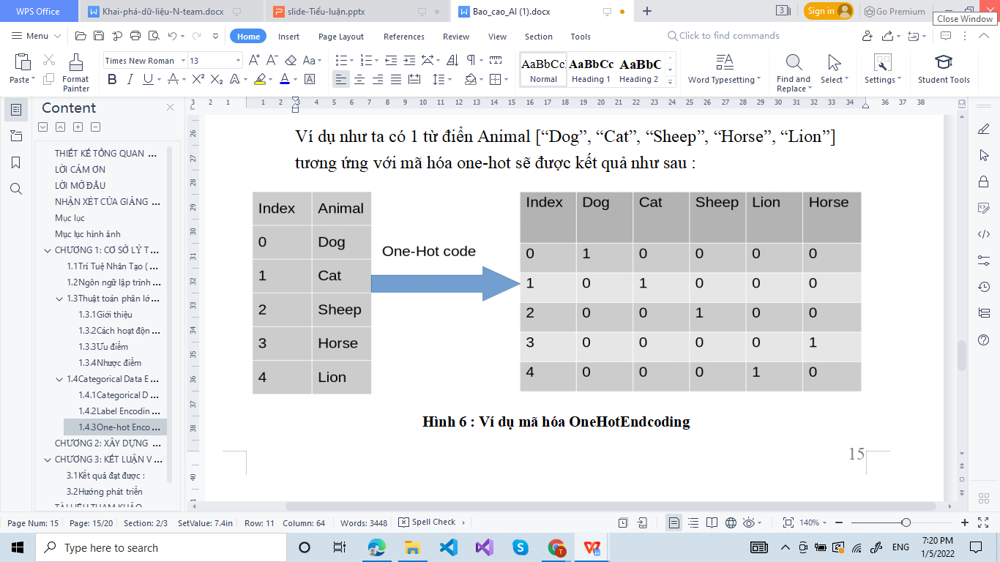 WPS Office
Khai-phá-dữ-liệu-N-team.docx
slide-Tiểu-luận.pptx
Bao_cao_AI (1).docx
3
Sign in
Go Premium
Close Window
Menu
Home
Insert
Page Layout
References
Review
View
Section
Tools
Click to find commands
Paste
Format
Painter
Times New Roman
13
AaBbCcI
AaBbCc
AaBbC
Normal
Heading 1
Heading 2
Word Typesetting
Find and
Replace
Select
Settings
Student Tools
Content
3 2 1 1 2 3 4 5 6 7 8 9 10 11 12 13 14 15 16 17 18 19 20 21 22 23 24 25 26 27 28 29 30 31 32 33 34 36 37 38
THIẾT KẾ TỔNG QUAN ...
LỜI CẢM ƠN
LỜI MỞ ĐẦU
NHẬN XÉT CỦA GIẢNG ...
Mục lục
Mục lục hình ảnh
CHƯƠNG 1: CƠ SỞ LÝ T ...
1.1Trí Tuệ Nhân Tạo ( ...
1.2Ngôn ngữ lập trình ...
1.3Thuật toán phân lớ ...
1.3.1Giới thiệu
1.3.2Cách hoạt độn ...
1.3.3Ưu điểm
1.3.4Nhược điểm
1.4Categorical Data E ...
1.4.1Categorical D ...
1.4.2Label Encodin ...
1.4.3One-hot Enco ...
CHƯƠNG 2: XÂY DỰNG ...
CHƯƠNG 3: KẾT LUẬN V ...
3.1Kết quả đạt được :
3.2Hướng phát triển
TÀI LIỆU THAM KHẢO
26
27
28
29
30
31
32
33
34
35
36
37
38
40
Ví dụ như ta có 1 từ điển Animal [“Dog”, “Cat”, “Sheep”, “Horse”, “Lion”]
tương ứng với mã hóa one-hot sẽ được kết quả như sau :
Index Animal
0 Dog
1 Cat
2 Sheep
3 Horse
4 Lion
One-Hot code
Index Dog Cat Sheep Lion Horse
0 1 0 0 0 0
1 0 1 0 0 0
2 0 0 1 0 0
3 0 0 0 0 1
4 0 0 0 1 0
Hình 6 : Ví dụ mã hóa OneHotEndcoding
15
Page Num: 15
Page: 15/20
Section: 2/3
SetValue: 7.4in
Row: 11
Column: 64
Words: 3448
Spell Check
140%
Type here to search
ENG
7:20 PM
1/5/2022